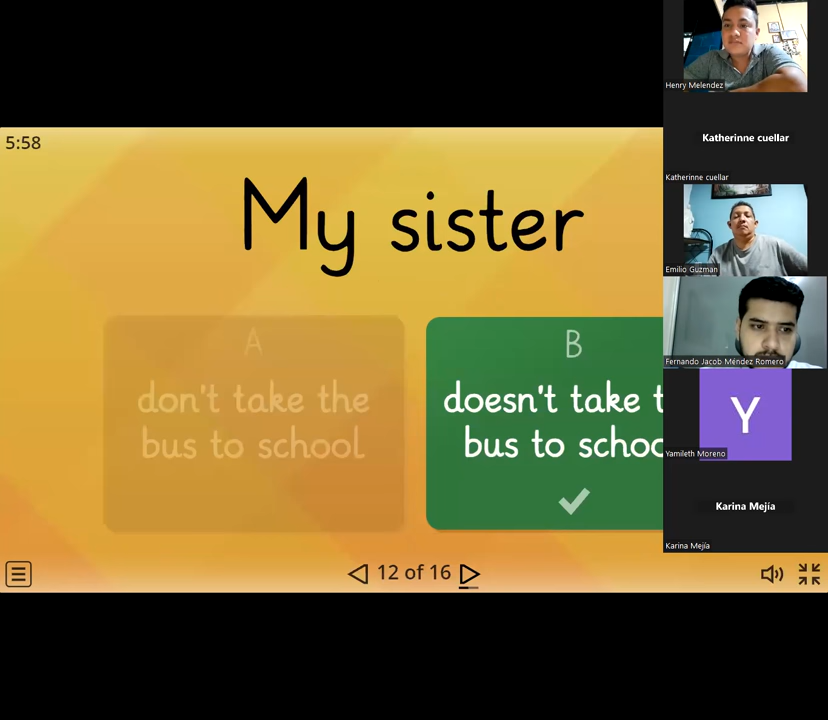 5:58
My sister
A
don't take the
bus to school
B
doesn't take t
bus to schoo
12 of 16
Henry Melendez
Katherinne cuellar
Katherinne cuellar
Emilio Guzman
Fernando Jacob Méndez Romero
Y
Yamileth Moreno
Karina Mejía
Karina Mejía